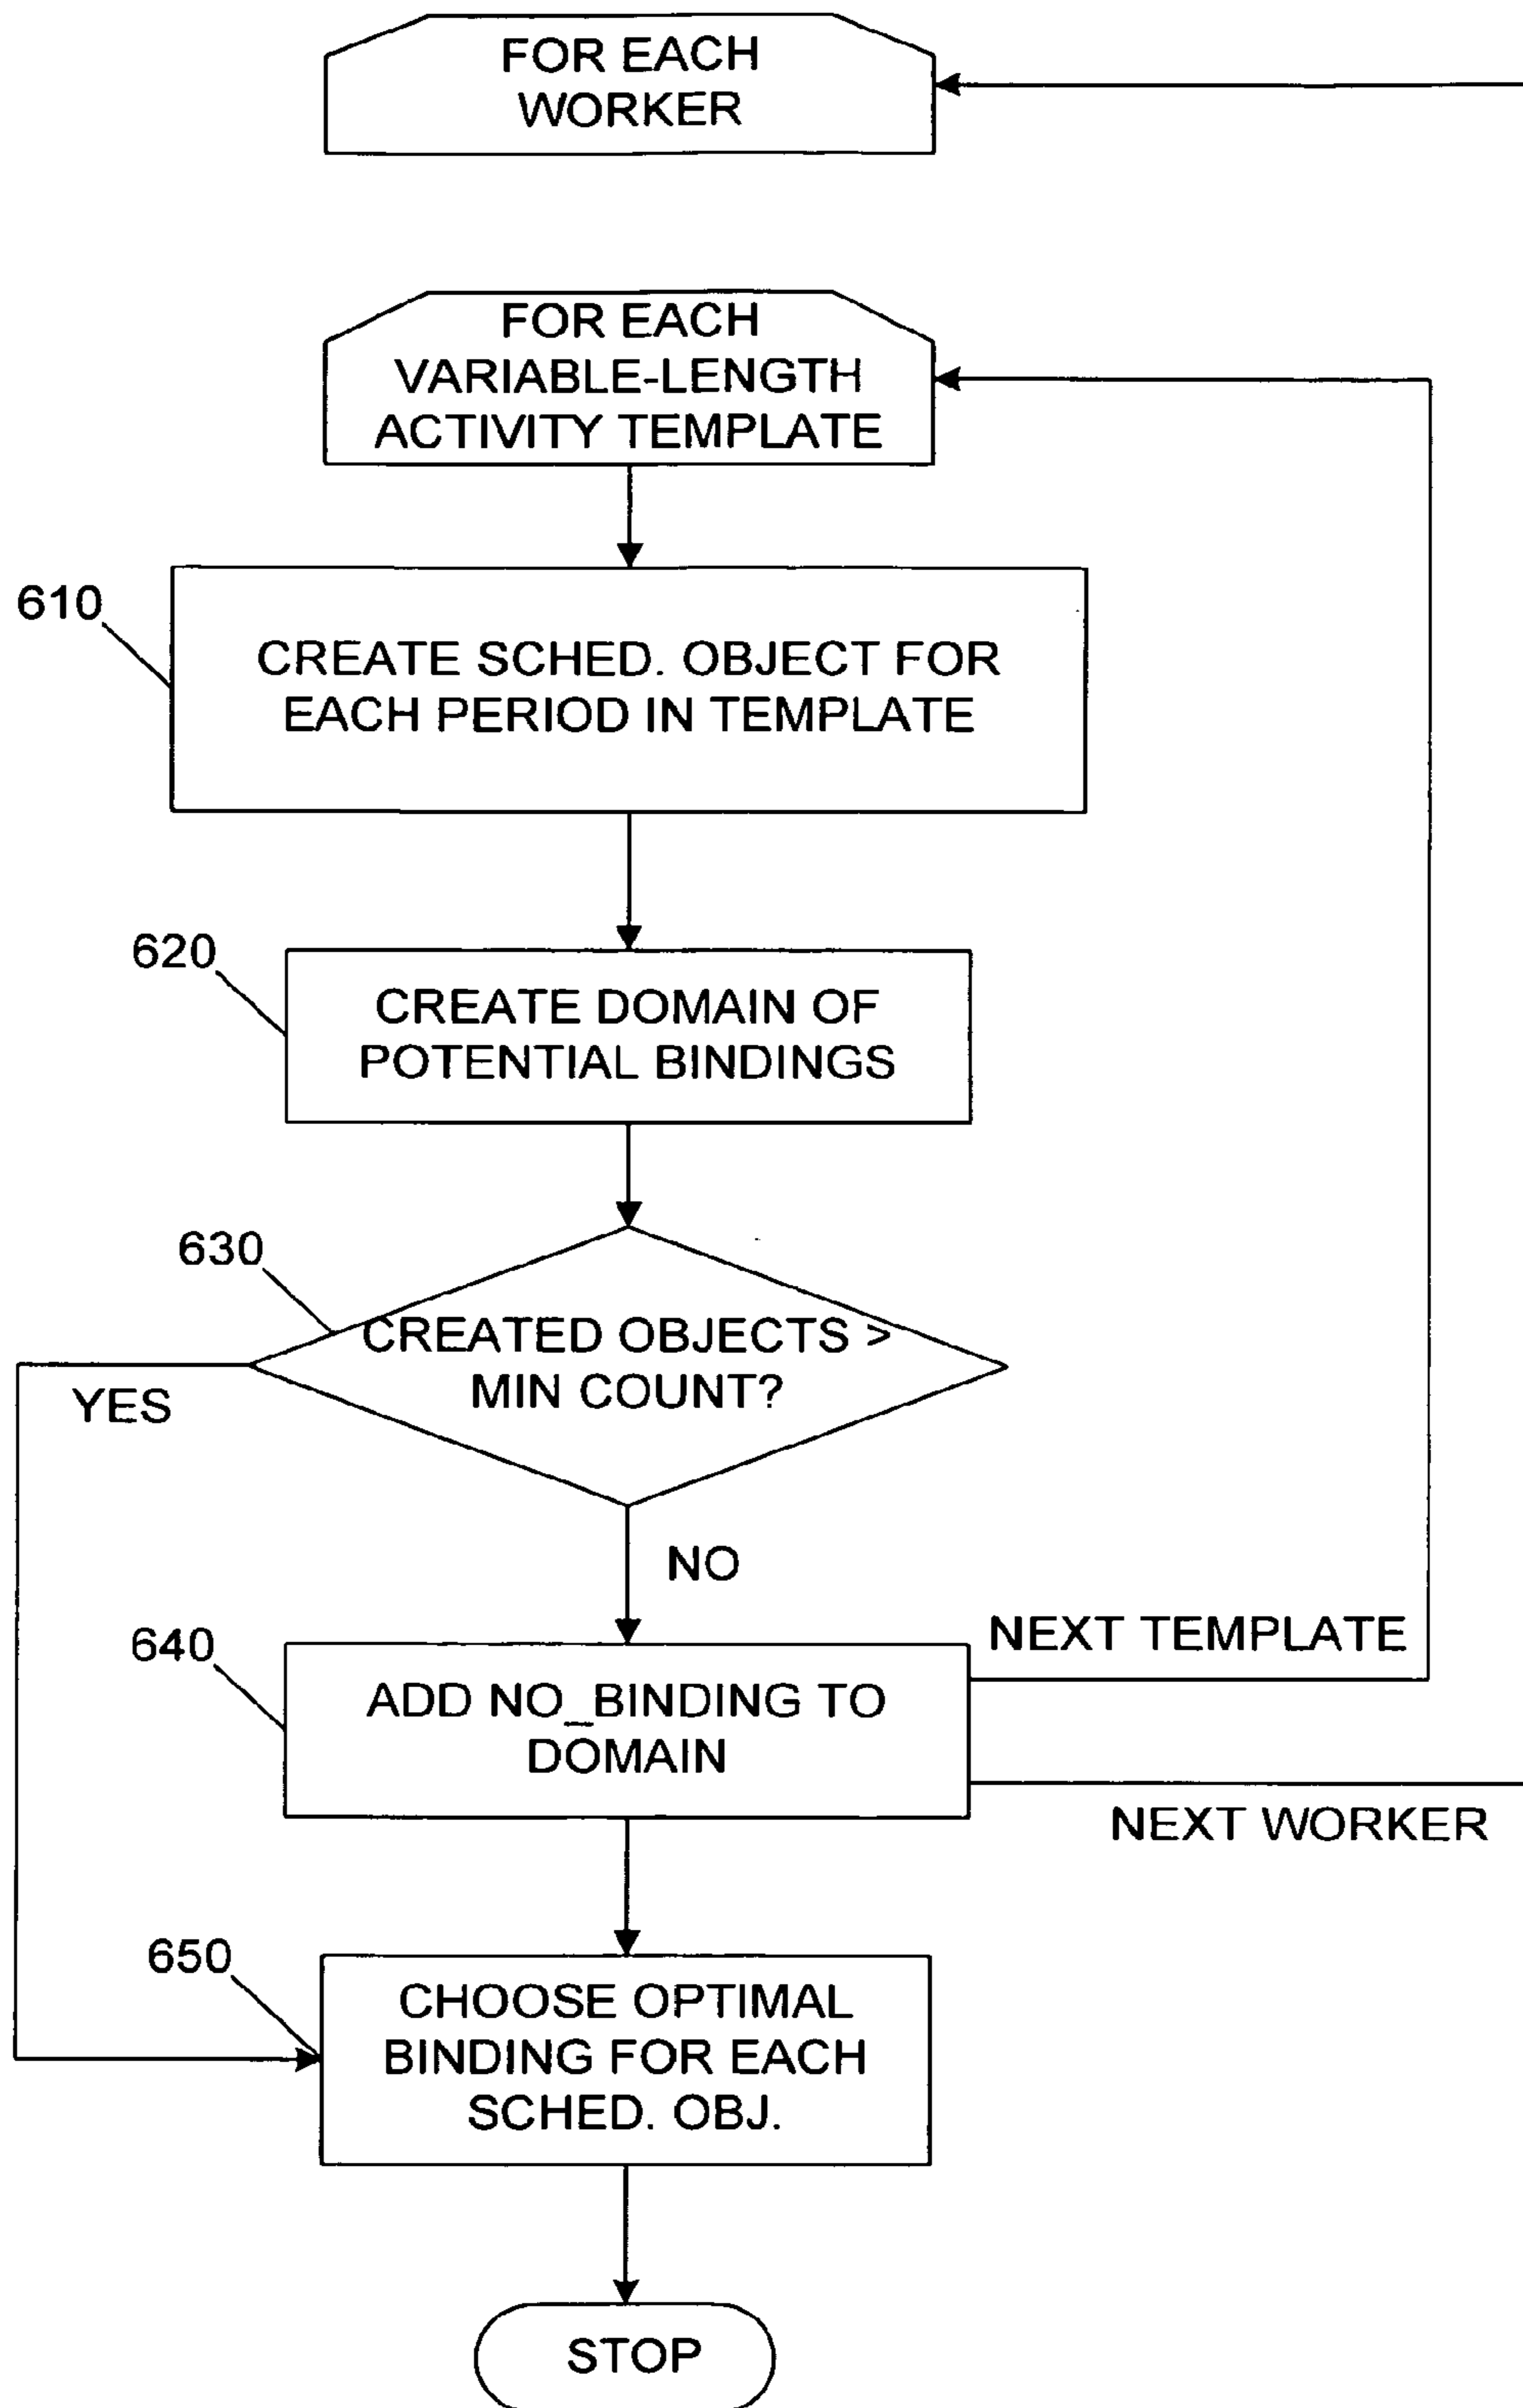 FOR EACH
WORKER
FOR EACH
VARIABLE-LENGTH
ACTIVITY TEMPLATE
610
CREATE SCHED. OBJECT FOR
EACH PERIOD IN TEMPLATE
620
CREATE DOMAIN OF
POTENTIAL BINDINGS
630
CREATED OBJECTS >
MIN COUNT?
YES
NO
640
ADD NO_BINDING TO
DOMAIN
NEXT TEMPLATE
NEXT WORKER
650
CHOOSE OPTIMAL
BINDING FOR EACH
SCHED. OBJ.
STOP